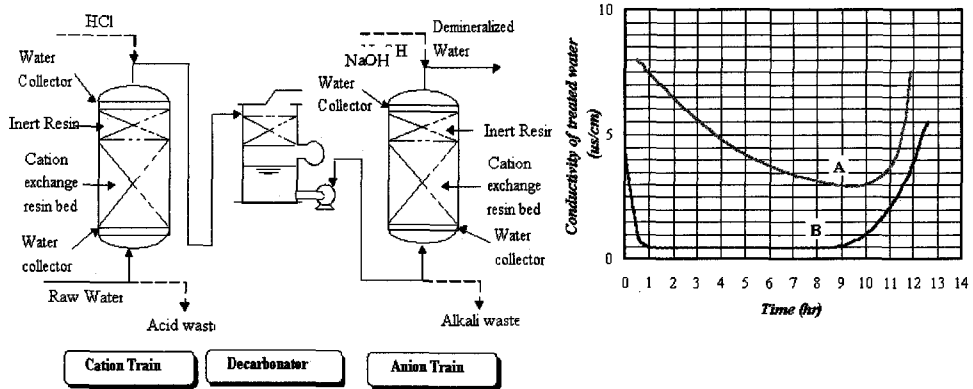 HCl
Water
Collector
Inert Resin
Cation
exchange
resin bed
Water
collector
Raw Water
Acid waste
Cation Train
Decarbonator
NaOH H
Demineralized
Water
Water
Collector
Inert Resin
Cation
exchange
resin bed
Water
collector
Alkali waste
Anion Train
Conductivity of treated water
(us/cm)
10
5
0
A
B
0 1 2 3 4 5 6 7 8 9 10 11 12 13 14
Time (hr)